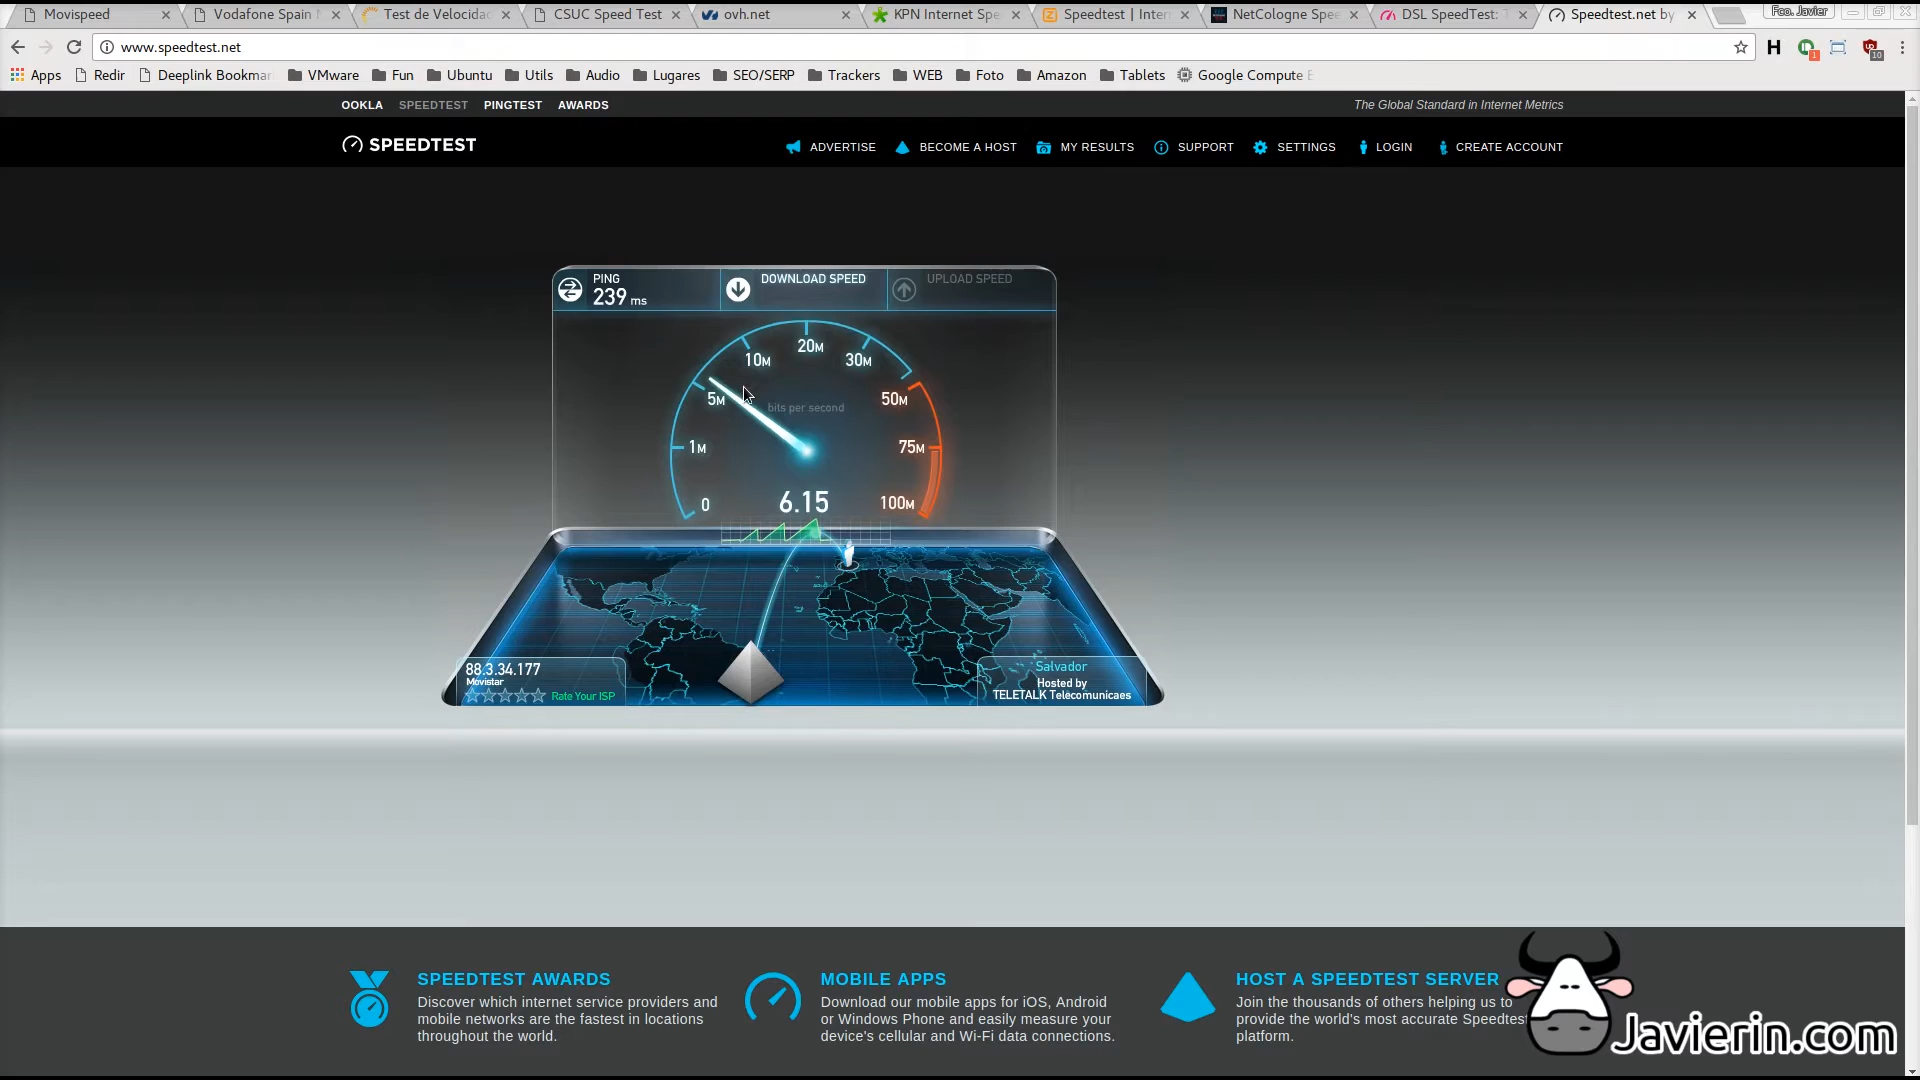 Movispeed
Vodafone Spain
Test de Velocidad
CSUC Speed Test
ovh.net
KPN Internet Spe
Speedtest | Inter
NetCologne Spee
DSL SpeedTest: T
Speedtest.net by
Fco. Javier
www.speedtest.net
Apps
Redir
Deeplink Bookmar
VMware
Fun
Ubuntu
Utils
Audio
Lugares
SEO/SERP
Trackers
WEB
Foto
Amazon
Tablets
Google Compute E
OOKLA SPEEDTEST PINGTEST AWARDS
The Global Standard in Internet Metrics
SPEEDTEST
ADVERTISE
BECOME A HOST
MY RESULTS
SUPPORT
SETTINGS
LOGIN
CREATE ACCOUNT
PING
239 ms
DOWNLOAD SPEED
UPLOAD SPEED
20M
10M
30M
5M
50M
bits per second
1M
75M
0
6.15
100M
88.3.34.177
Movistar
Rate Your ISP
Salvador
Hosted by
TELETALK Telecomunicaes
SPEEDTEST AWARDS
Discover which internet service providers and
mobile networks are the fastest in locations
throughout the world.
MOBILE APPS
Download our mobile apps for iOS, Android
or Windows Phone and easily measure your
device's cellular and Wi-Fi data connections.
HOST A SPEEDTEST SERVER
Join the thousands of others helping us to
provide the world's most accurate Speedtest
platform.
Javierin.com